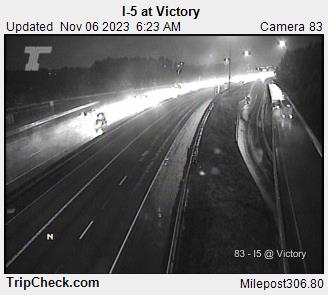 I-5 at Victory
Updated Nov 06 2023 6:23 AM Camera 83
T
N
83 - I5 @ Victory
TripCheck.com Milepost306.80